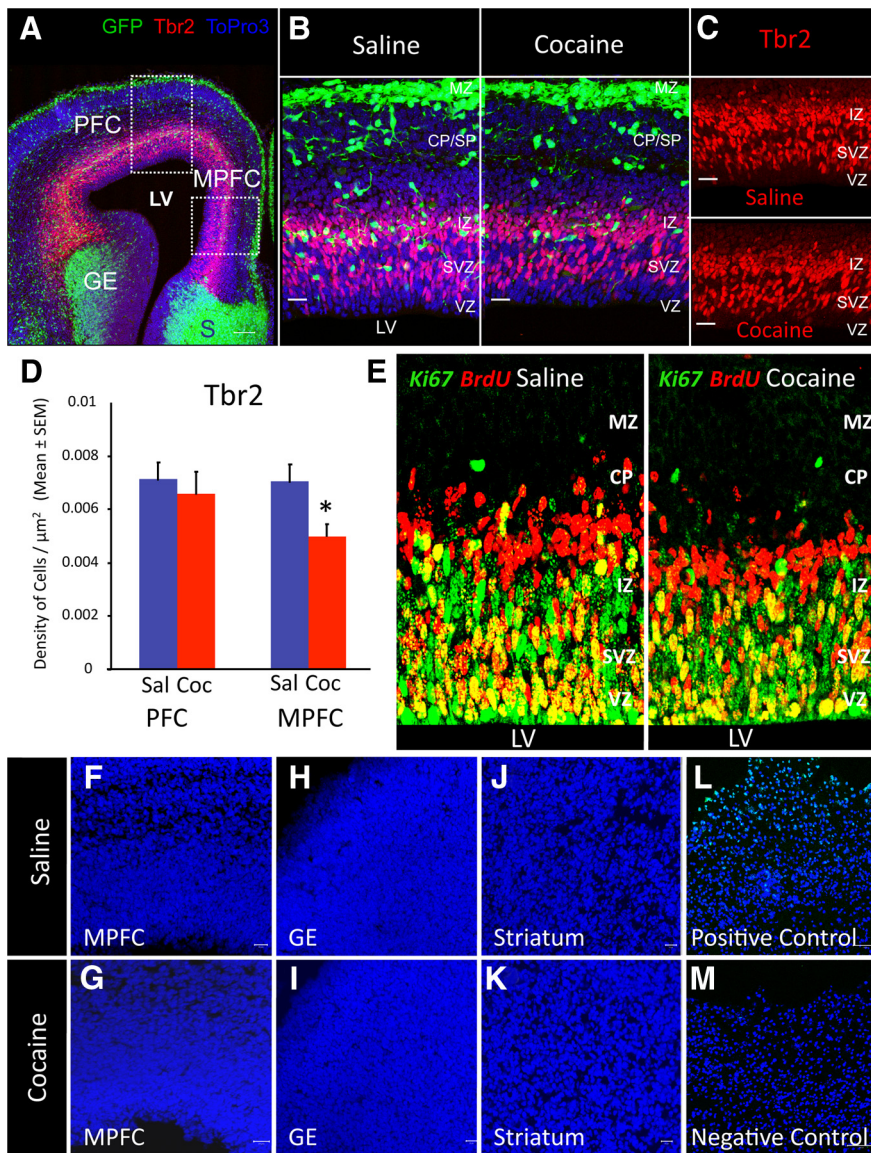 A
GFP Tbr2 ToPro3
PFC
LV
MPFC
GE
S
B
Saline
Cocaine
MZ
MZ
CP/SP
CP/SP
IZ
IZ
SVZ
SVZ
VZ
VZ
LV
C
Tbr2
IZ
SVZ
VZ
Saline
IZ
SVZ
VZ
Cocaine
D
Tbr2
Density of Cells / µm² (Mean ± SEM)
0.01
0.008
0.006
0.004
0.002
0
*
Sal Coc
Sal Coc
PFC
MPFC
E
Ki67 BrdU Saline
Ki67 BrdU Cocaine
MZ
MZ
CP
CP
IZ
IZ
SVZ
SVZ
VZ
VZ
LV
LV
Saline
F
MPFC
H
GE
J
Striatum
L
Positive Control
Cocaine
G
MPFC
I
GE
K
Striatum
M
Negative Control